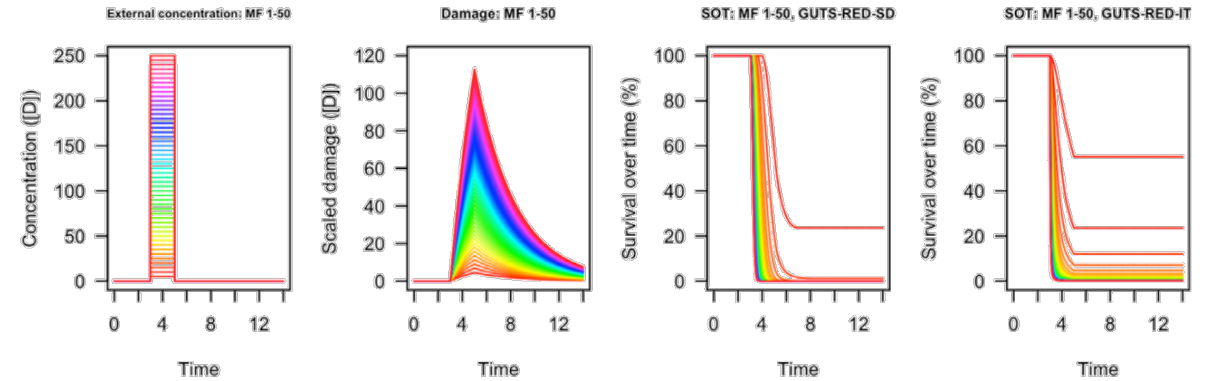 External concentration: MF 1-50
Damage: MF 1-50
SOT: MF 1-50, GUTS-RED-SD
SOT: MF 1-50, GUTS-RED-IT
Concentration ([D])
250
200
150
100
50
0
0 4 8 12
Time
Scaled damage ([D])
120
100
80
60
40
20
0
0 4 8 12
Time
Survival over time (%)
100
80
60
40
20
0
0 4 8 12
Time
Survival over time (%)
100
80
60
40
20
0
0 4 8 12
Time